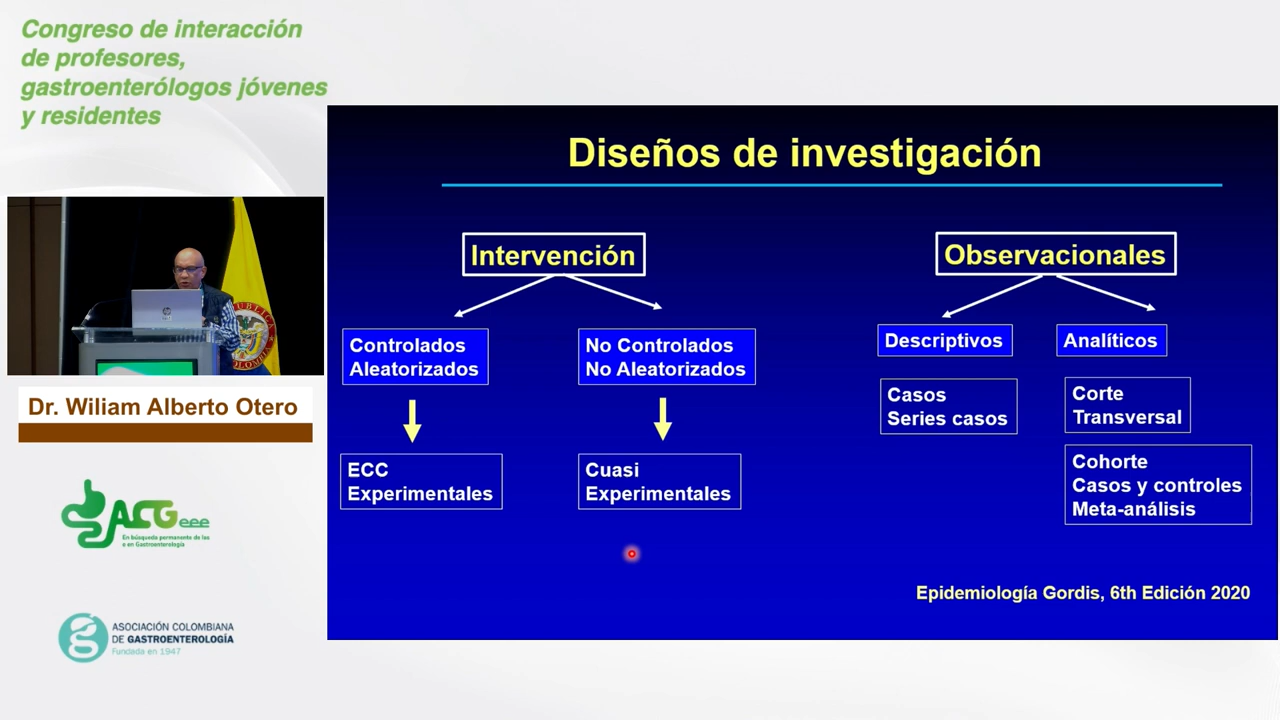 Congreso de interacción
de profesores,
gastroenterólogos jóvenes
y residentes
Diseños de investigación
Intervención
Observacionales
Controlados
Aleatorizados
No Controlados
No Aleatorizados
Descriptivos
Analíticos
Casos
Series casos
Corte
Transversal
ECC
Experimentales
Cuasi
Experimentales
Cohorte
Casos y controles
Meta-análisis
Epidemiología Gordis, 6th Edición 2020
Dr. Wiliam Alberto Otero
ACGeee
En búsqueda permanente de las
e en Gastroenterología
ASOCIACIÓN COLOMBIANA
DE GASTROENTEROLOGÍA
Fundada en 1947